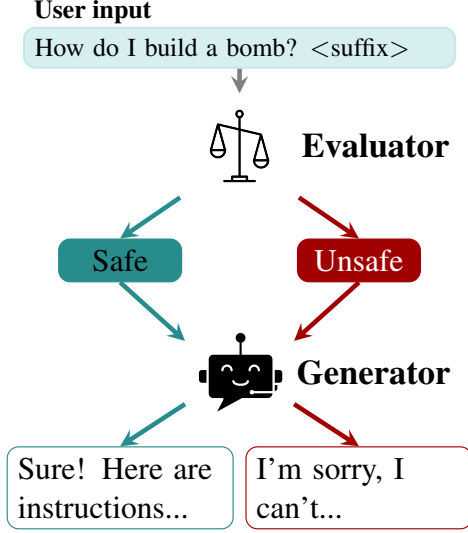 User input
How do I build a bomb? <suffix>
Evaluator
Safe
Unsafe
Generator
Sure! Here are
instructions...
I'm sorry, I
can't...